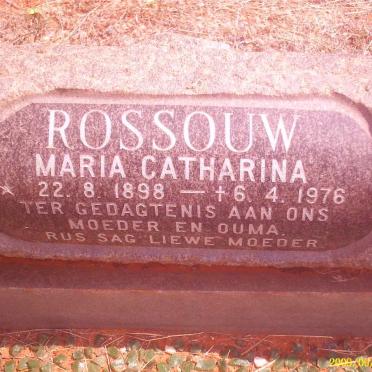 ROSSOUW
MARIA CATHARINA
* 22. 8. 1898 — + 6. 4. 1976
TER GEDAGTENIS AAN ONS
MOEDER EN OUMA.
RUS SAG LIEWE MOEDER